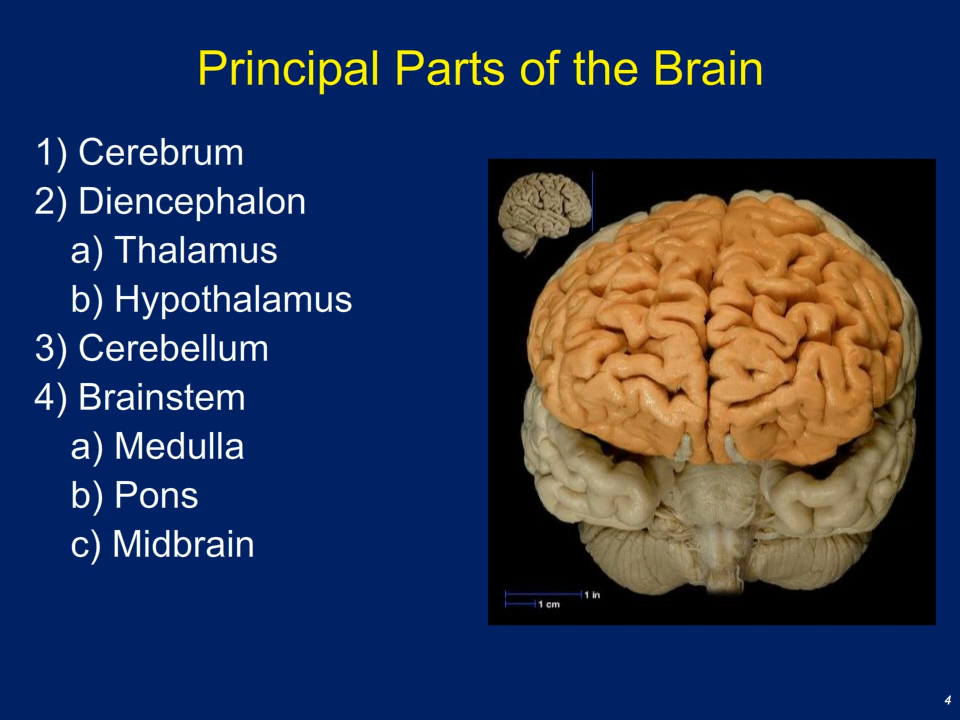 Principal Parts of the Brain
1) Cerebrum
2) Diencephalon
a) Thalamus
b) Hypothalamus
3) Cerebellum
4) Brainstem
a) Medulla
b) Pons
c) Midbrain
1 in
1 cm
4